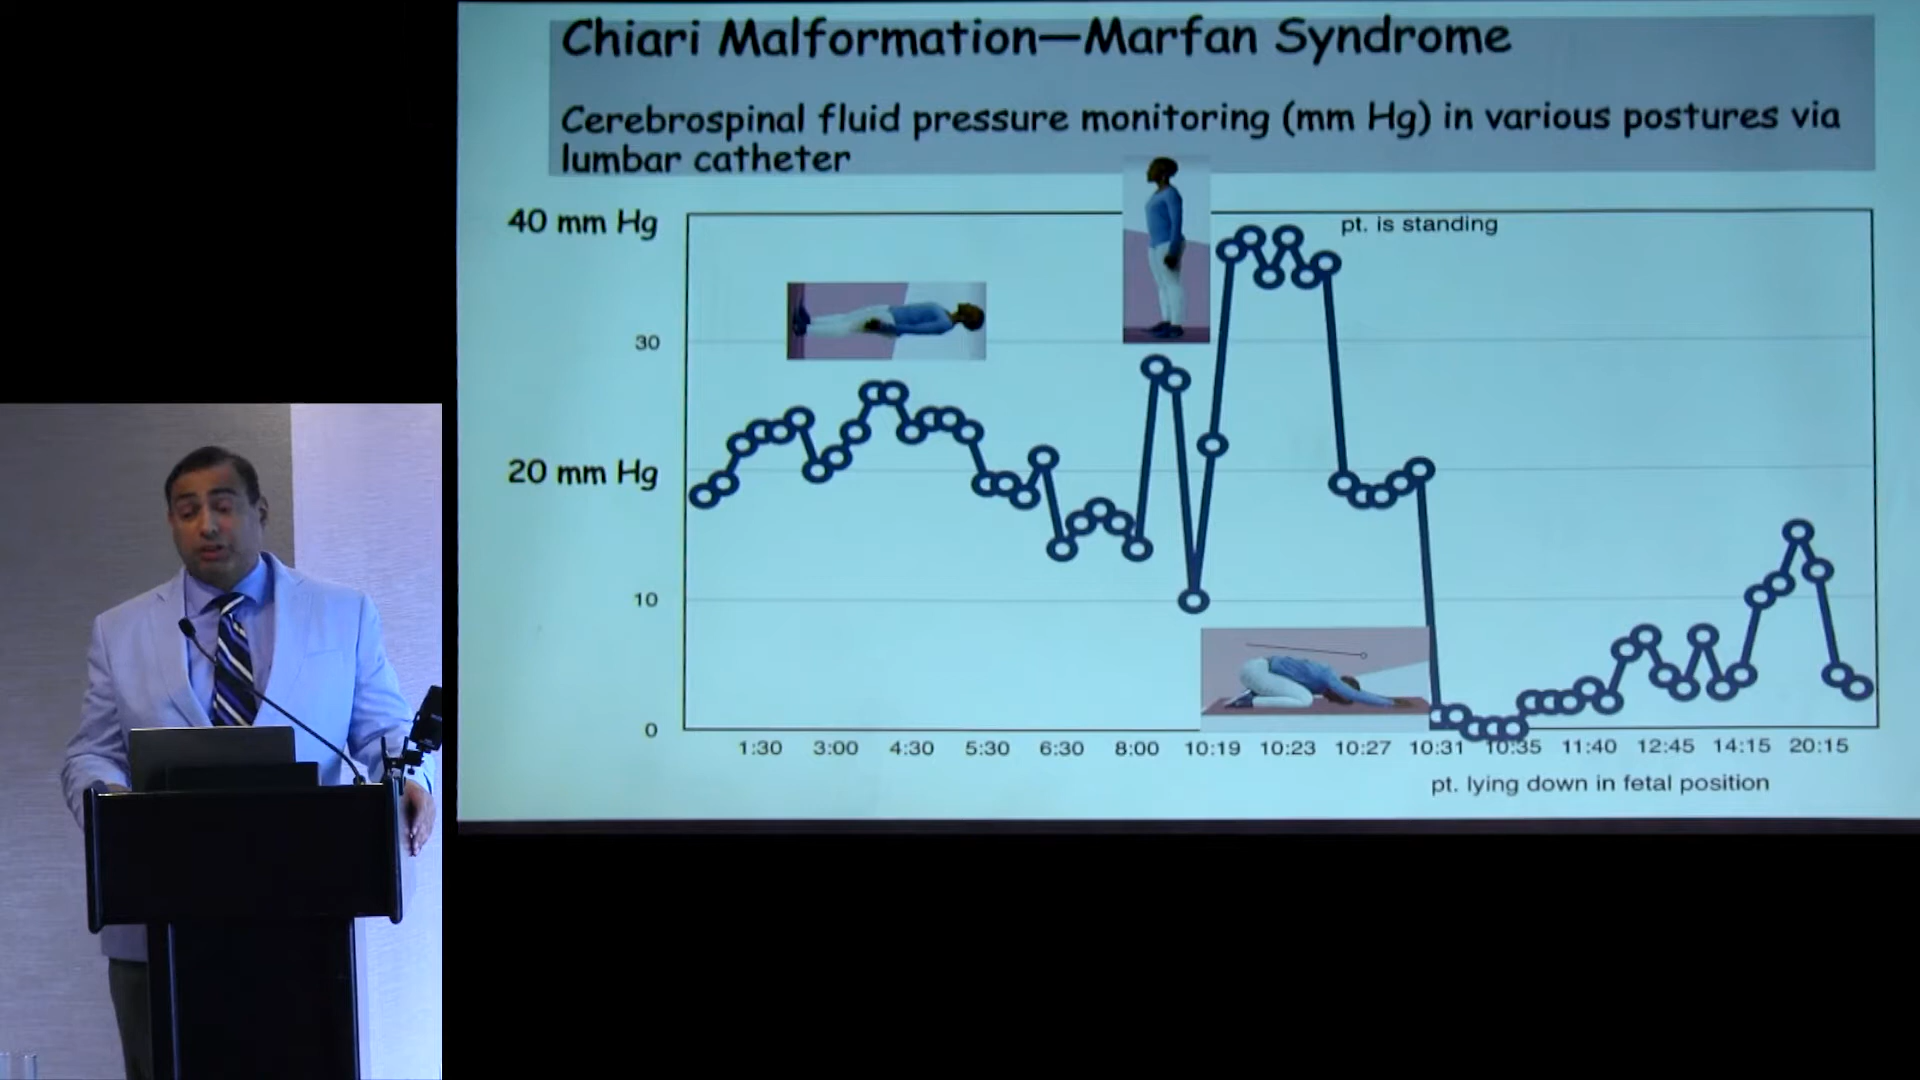 Chiari Malformation—Marfan Syndrome
Cerebrospinal fluid pressure monitoring (mm Hg) in various postures via
lumbar catheter
40 mm Hg
pt. is standing
30
20 mm Hg
10
0
1:30 3:00 4:30 5:30 6:30 8:00 10:19 10:23 10:27 10:31 10:35 11:40 12:45 14:15 20:15
pt. lying down in fetal position